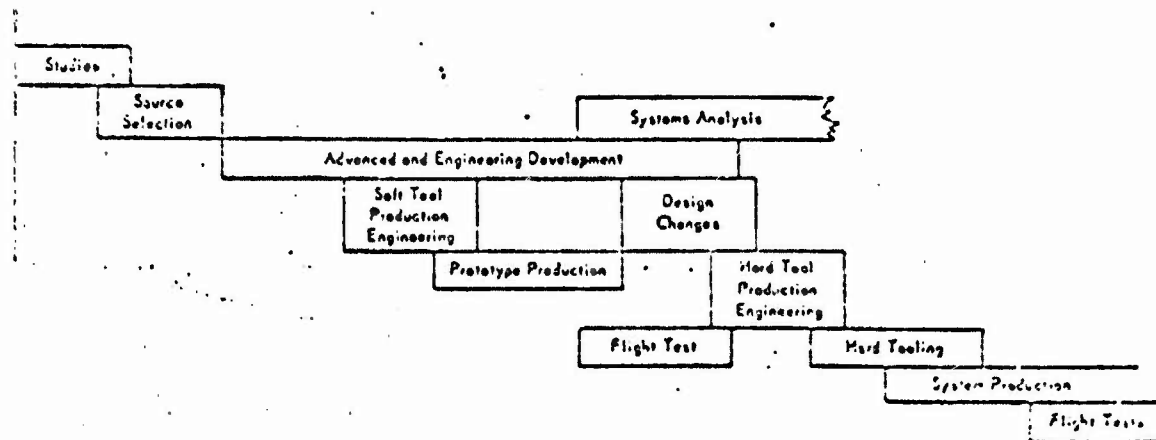 Studies
Source
Selection
Systems Analysis
Advanced and Engineering Development
Soft Tool
Production
Engineering
Design
Changes
Prototype Production
Hard Tool
Production
Engineering
Flight Test
Hard Tooling
System Production
Flight Tests